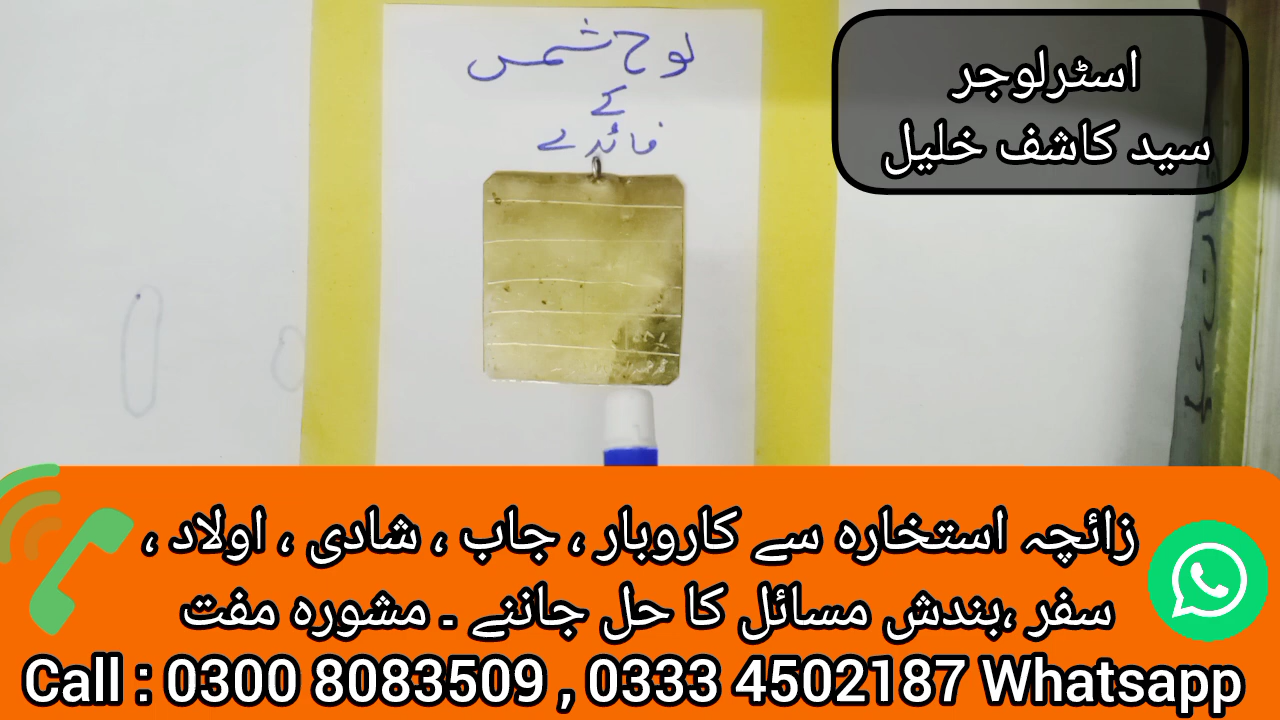 لوح شمس
کے
فائدے
اسٹرلوجر
سید کاشف خلیل
زائچہ استخارہ سے کاروبار ، جاب ، شادی ، اولاد ،
سفر ،بندش مسائل کا حل جاننے ۔ مشورہ مفت
Call : 0300 8083509 , 0333 4502187 Whatsapp